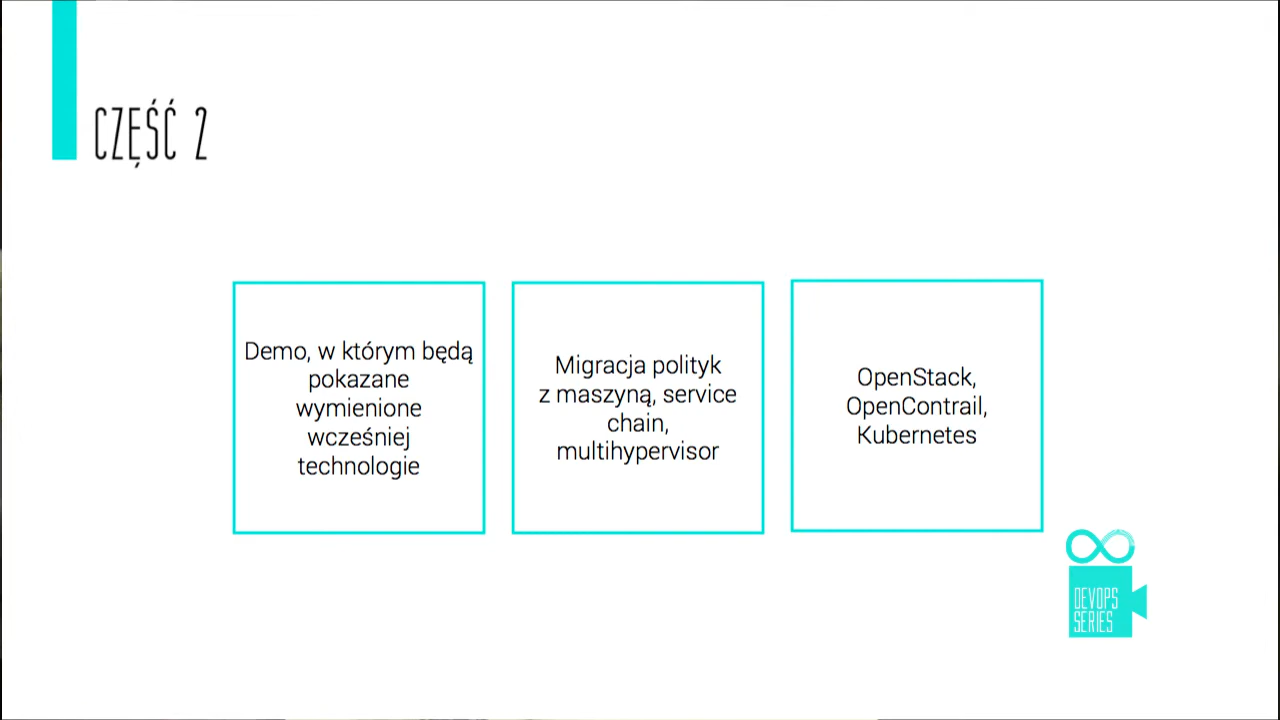 CZĘŚĆ 2
Demo, w którym będą
pokazane
wymienione
wcześniej
technologie
Migracja polityk
z maszyną, service
chain,
multihypervisor
OpenStack,
OpenContrail,
Kubernetes
DEVOPS
SERIES